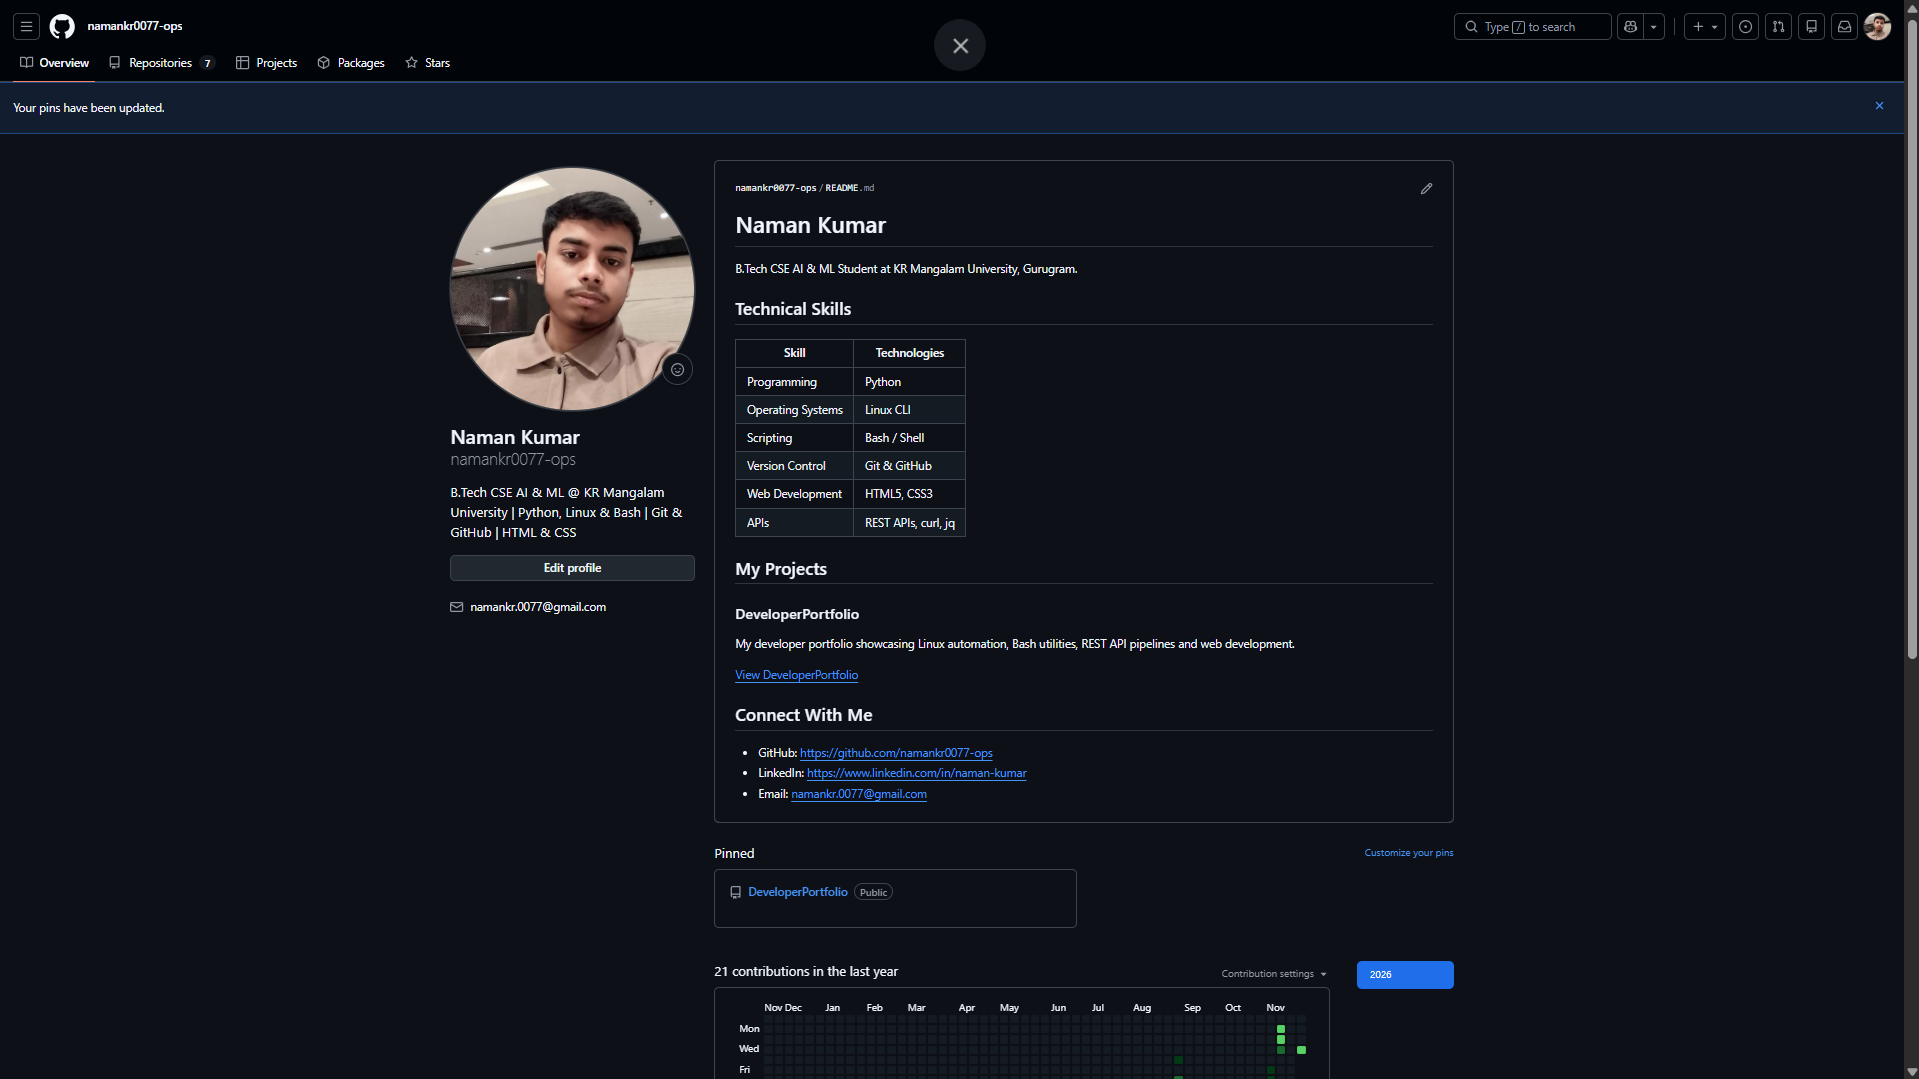 namankr0077-ops
Type / to search
Overview
Repositories 7
Projects
Packages
Stars
Your pins have been updated.
Naman Kumar
namankr0077-ops
B.Tech CSE AI & ML @ KR Mangalam
University | Python, Linux & Bash | Git &
GitHub | HTML & CSS
Edit profile
namankr.0077@gmail.com
namankr0077-ops / README.md
Naman Kumar
B.Tech CSE AI & ML Student at KR Mangalam University, Gurugram.
Technical Skills
Skill Technologies
Programming Python
Operating Systems Linux CLI
Scripting Bash / Shell
Version Control Git & GitHub
Web Development HTML5, CSS3
APIs REST APIs, curl, jq
My Projects
DeveloperPortfolio
My developer portfolio showcasing Linux automation, Bash utilities, REST API pipelines and web development.
View DeveloperPortfolio
Connect With Me
• GitHub: https://github.com/namankr0077-ops
• LinkedIn: https://www.linkedin.com/in/naman-kumar
• Email: namankr.0077@gmail.com
Pinned
Customize your pins
DeveloperPortfolio Public
21 contributions in the last year
Contribution settings
2026
Nov Dec Jan Feb Mar Apr May Jun Jul Aug Sep Oct Nov
Mon
Wed
Fri